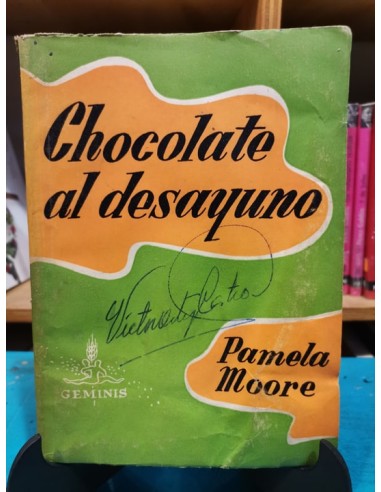 Chocolate
al desayuno
Pamela
Moore
GEMINIS